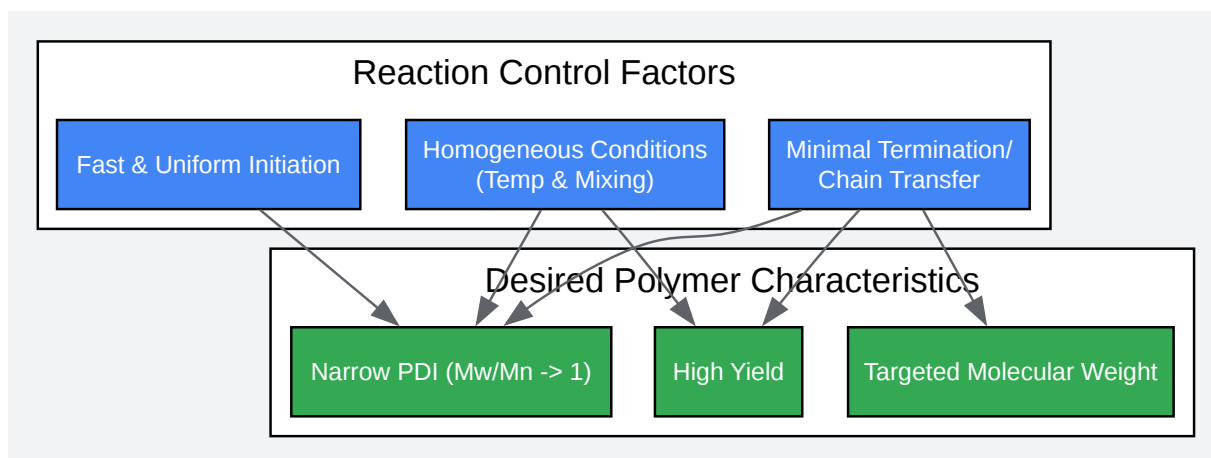 Reaction Control Factors
Fast & Uniform Initiation
Homogeneous Conditions
(Temp & Mixing)
Minimal Termination/
Chain Transfer
Desired Polymer Characteristics
Narrow PDI (Mw/Mn -> 1)
High Yield
Targeted Molecular Weight